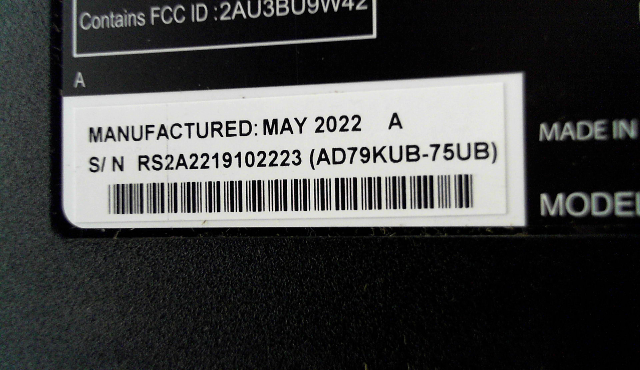 Contains FCC ID :2AU3BU9W42
A
MANUFACTURED: MAY 2022 A
S/ N RS2A2219102223 (AD79KUB-75UB)
MADE IN
MODEL